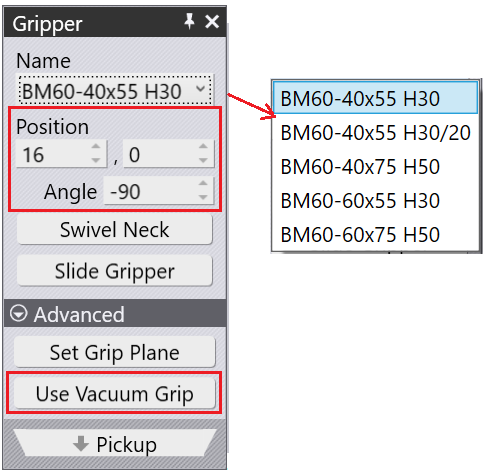 Gripper
Name
BM60-40x55 H30
Position
16 , 0
Angle -90
Swivel Neck
Slide Gripper
Advanced
Set Grip Plane
Use Vacuum Grip
Pickup
BM60-40x55 H30
BM60-40x55 H30/20
BM60-40x75 H50
BM60-60x55 H30
BM60-60x75 H50